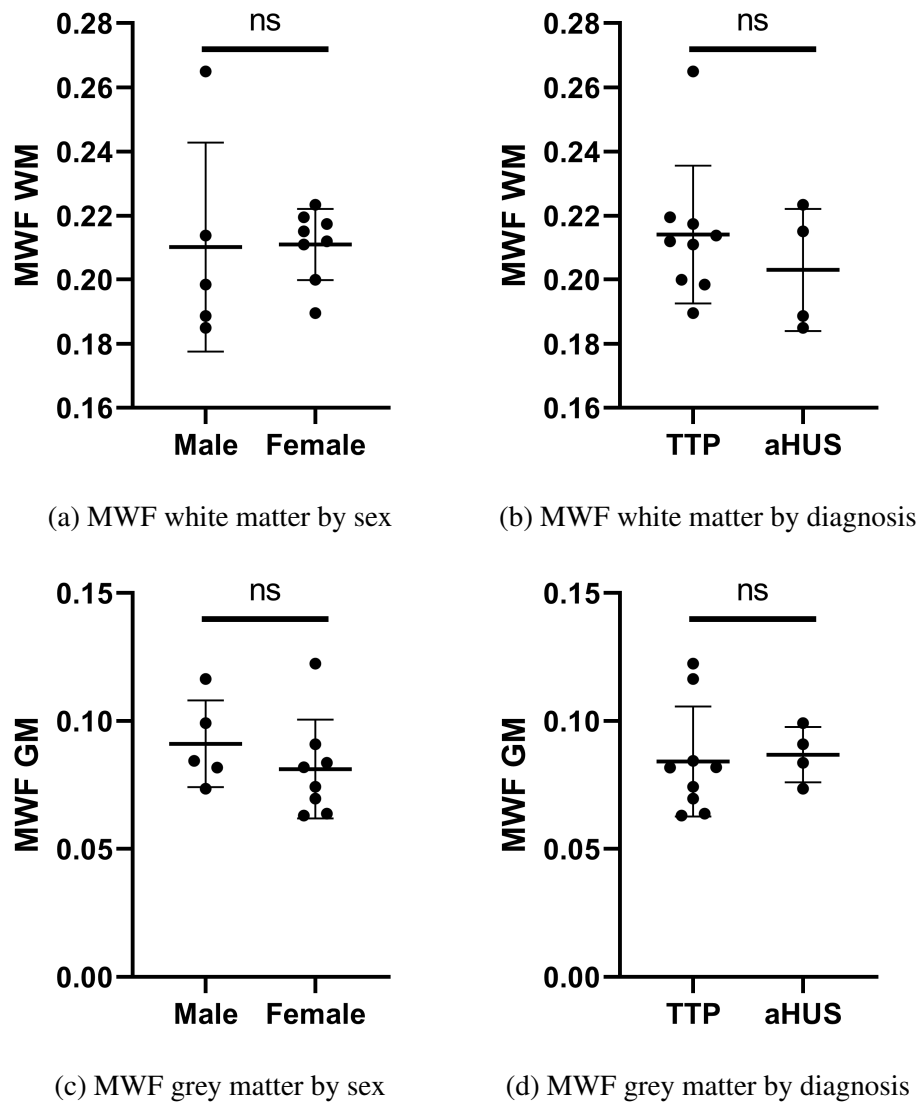 ns ns
0.28 0.28
0.26 0.26
0.24 0.24
0.22 0.22
0.20 0.20
0.18 0.18
0.16 0.16
MWF WM MWF WM
Male Female TTP aHUS
(a) MWF white matter by sex (b) MWF white matter by diagnosis
ns ns
0.15 0.15
0.10 0.10
0.05 0.05
0.00 0.00
MWF GM MWF GM
Male Female TTP aHUS
(c) MWF grey matter by sex (d) MWF grey matter by diagnosis